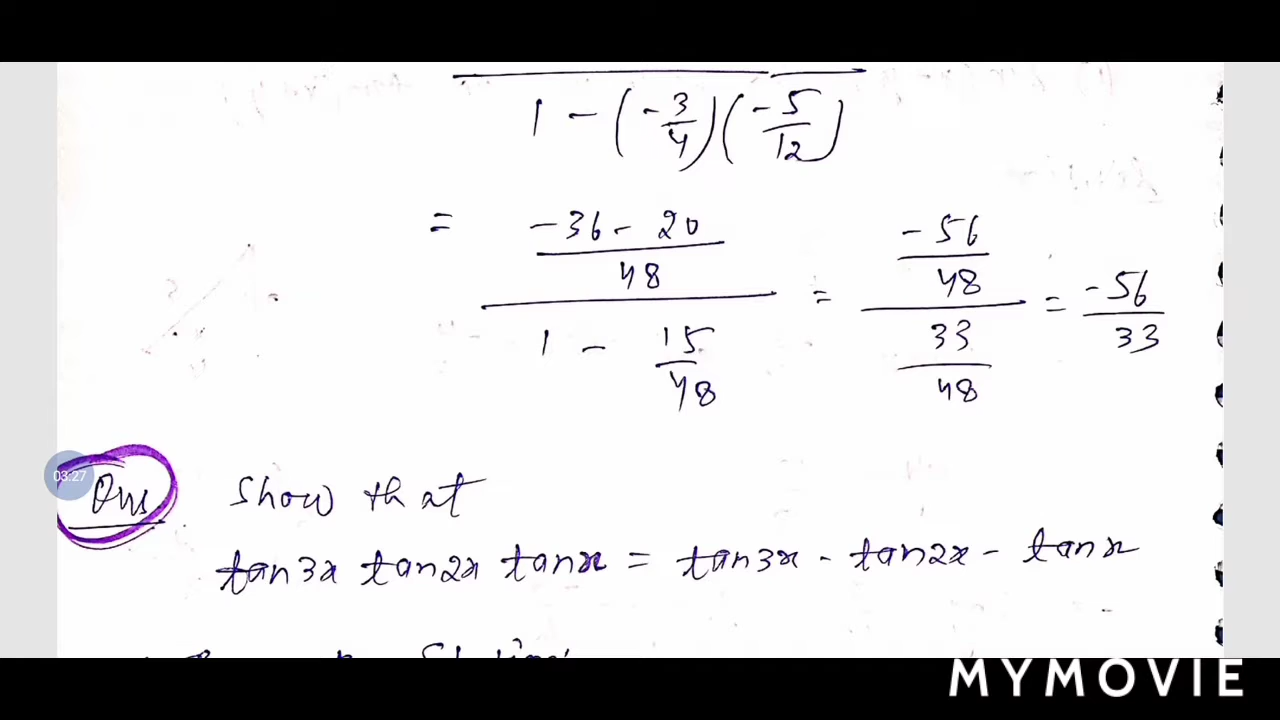 1 - (-3/4)(-5/12)
= (-36 - 20)/48 / (1 - 15/48) = (-56/48)/(33/48) = -56/33
03:27
Qus Show that
tan3x tan2x tanx = tan3x - tan2x - tanx
MYMOVIE